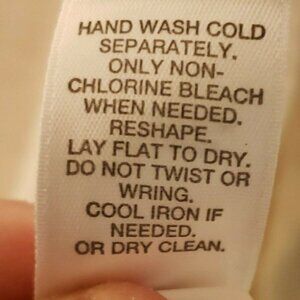 HAND WASH COLD
SEPARATELY.
ONLY NON-
CHLORINE BLEACH
WHEN NEEDED.
RESHAPE.
LAY FLAT TO DRY.
DO NOT TWIST OR
WRING.
COOL IRON IF
NEEDED.
OR DRY CLEAN.